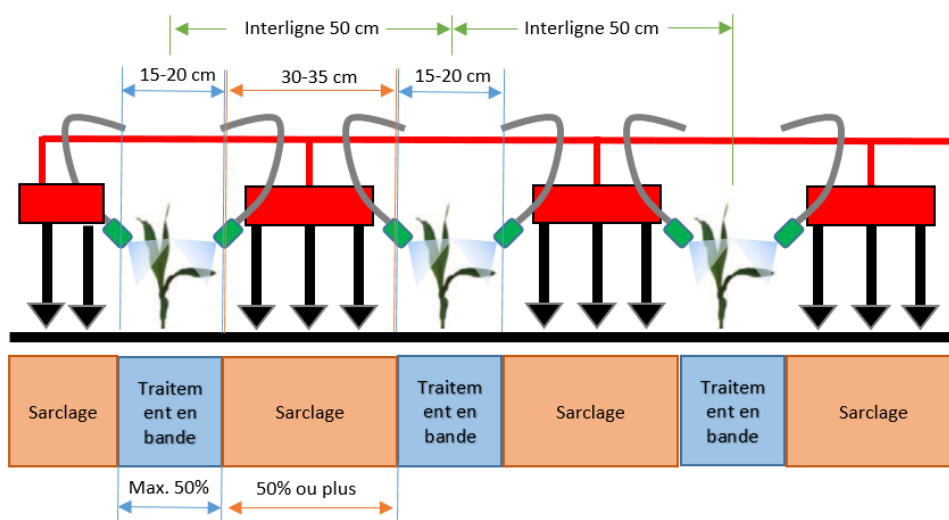 Interligne 50 cm
Interligne 50 cm
15-20 cm
30-35 cm
15-20 cm
Sarclage
Traitem
ent en
bande
Sarclage
Traitem
ent en
bande
Sarclage
Traitem
ent en
bande
Sarclage
Max. 50%
50% ou plus